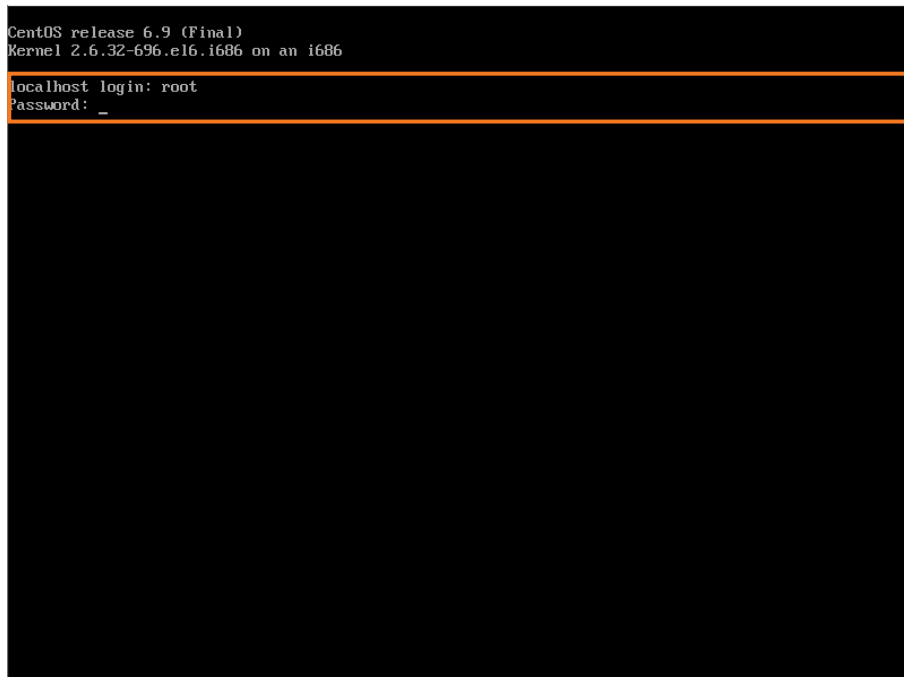 CentOS release 6.9 (Final)
Kernel 2.6.32-696.el6.i686 on an i686
localhost login: root
Password: _